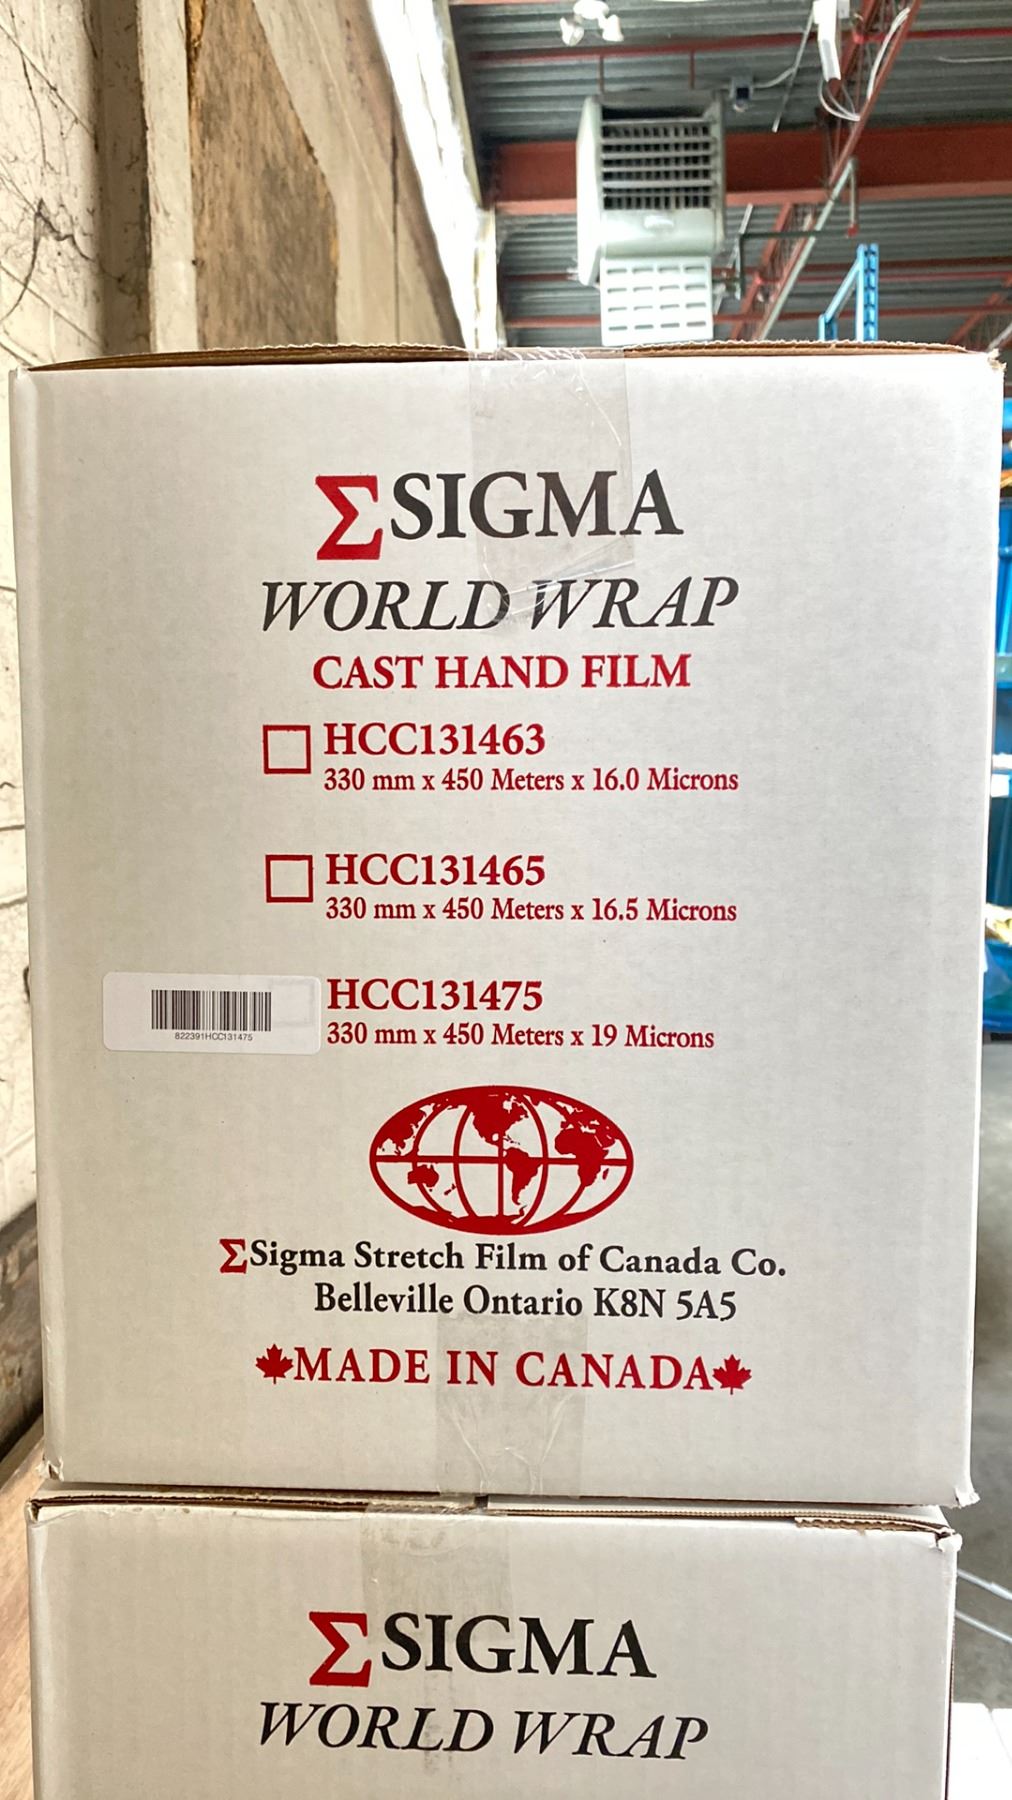 ΣSIGMA
WORLD WRAP
CAST HAND FILM
HCC131463
330 mm x 450 Meters x 16.0 Microns
HCC131465
330 mm x 450 Meters x 16.5 Microns
HCC131475
330 mm x 450 Meters x 19 Microns
822391HCC131475
ΣSigma Stretch Film of Canada Co.
Belleville Ontario K8N 5A5
MADE IN CANADA
ΣSIGMA
WORLD WRAP